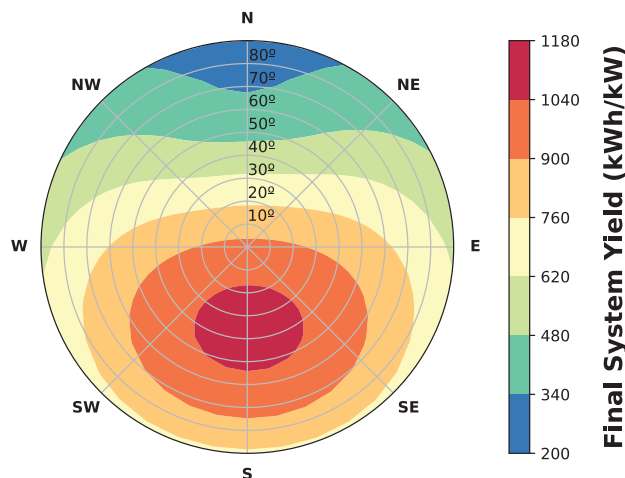 N
NW
NE
80º
70º
60º
50º
40º
30º
20º
10º
W
E
SW
SE
S
1180
1040
900
760
620
480
340
200
Final System Yield (kWh/kW)